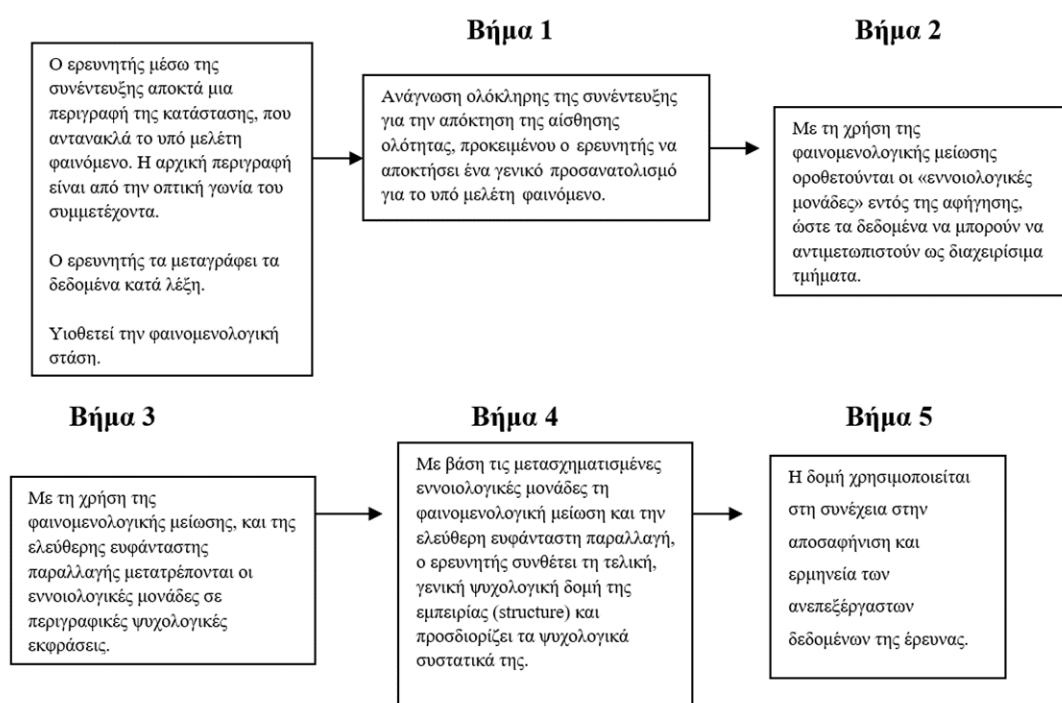 Βήμα 1
Βήμα 2
Ο ερευνητής μέσω της
συνέντευξης αποκτά μια
περιγραφή της κατάστασης, που
αντανακλά το υπό μελέτη
φαινόμενο. Η αρχική περιγραφή
είναι από την οπτική γωνία του
συμμετέχοντα.
Ο ερευνητής τα μεταγράφει τα
δεδομένα κατά λέξη.
Υιοθετεί την φαινομενολογική
στάση.
Ανάγνωση ολόκληρης της συνέντευξης
για την απόκτηση της αίσθησης
ολότητας, προκειμένου ο ερευνητής να
αποκτήσει ένα γενικό προσανατολισμό
για το υπό μελέτη φαινόμενο.
Με τη χρήση της
φαινομενολογικής μείωσης
οροθετούνται οι «εννοιολογικές
μονάδες» εντός της αφήγησης,
ώστε τα δεδομένα να μπορούν να
αντιμετωπιστούν ως διαχειρίσιμα
τμήματα.
Βήμα 3
Βήμα 4
Βήμα 5
Με τη χρήση της
φαινομενολογικής μείωσης, και της
ελεύθερης ευφάνταστης
παραλλαγής μετατρέπονται οι
εννοιολογικές μονάδες σε
περιγραφικές ψυχολογικές
εκφράσεις.
Με βάση τις μετασχηματισμένες
εννοιολογικές μονάδες τη
φαινομενολογική μείωση και την
ελεύθερη ευφάνταστη παραλλαγή,
ο ερευνητής συνθέτει τη τελική,
γενική ψυχολογική δομή της
εμπειρίας (structure) και
προσδιορίζει τα ψυχολογικά
συστατικά της.
Η δομή χρησιμοποιείται
στη συνέχεια στην
αποσαφήνιση και
ερμηνεία των
ανεπεξέργαστων
δεδομένων της έρευνας.